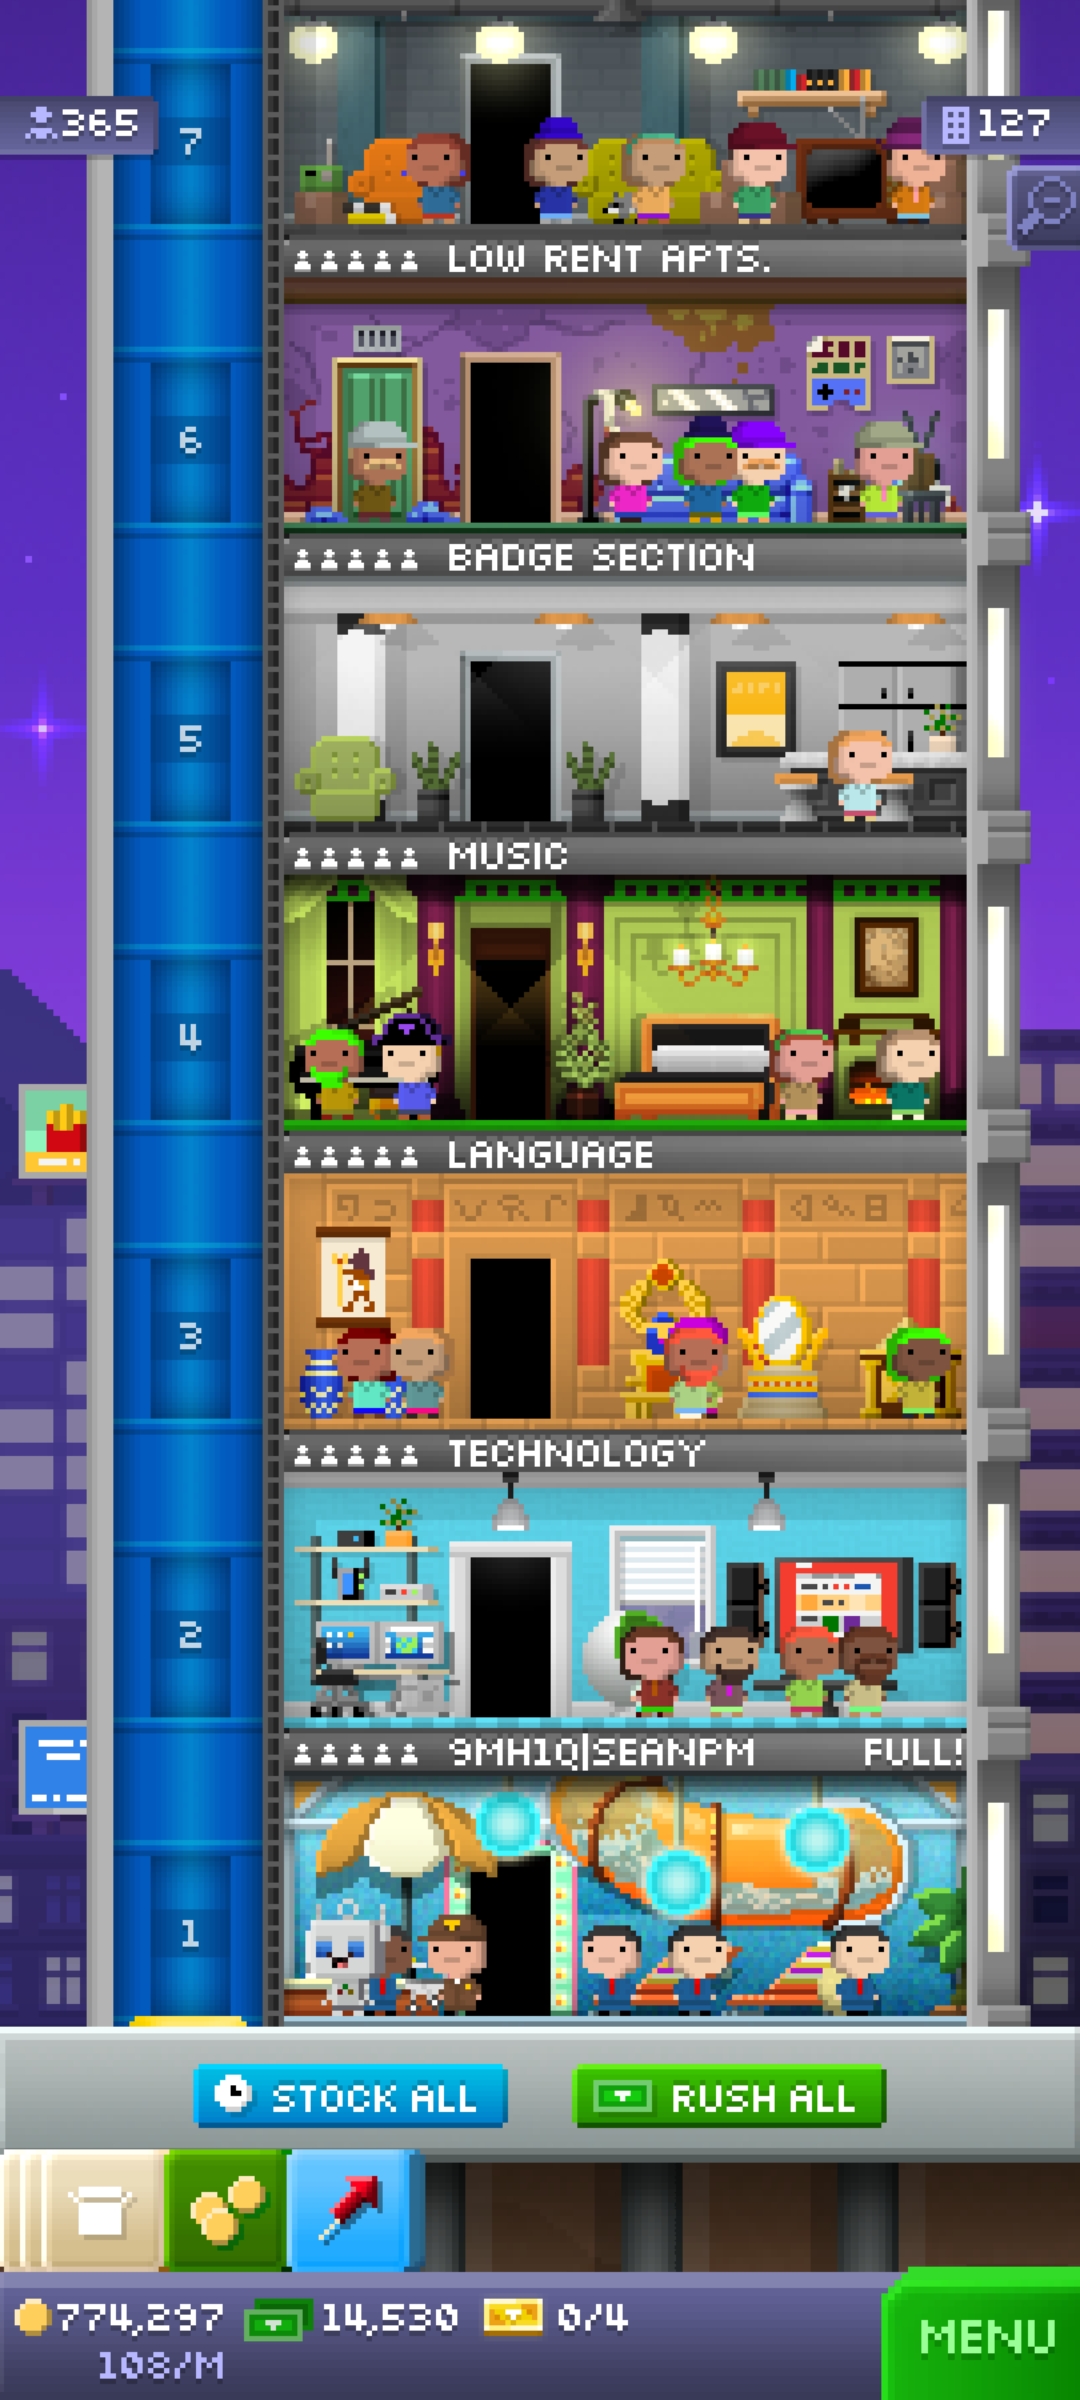 365
127
7
LOW RENT APTS.
6
BADGE SECTION
5
MUSIC
4
LANGUAGE
3
TECHNOLOGY
2
9MH1Q|SEANPM FULL!
1
STOCK ALL
RUSH ALL
774,297 14,530 0/4
108/M
MENU